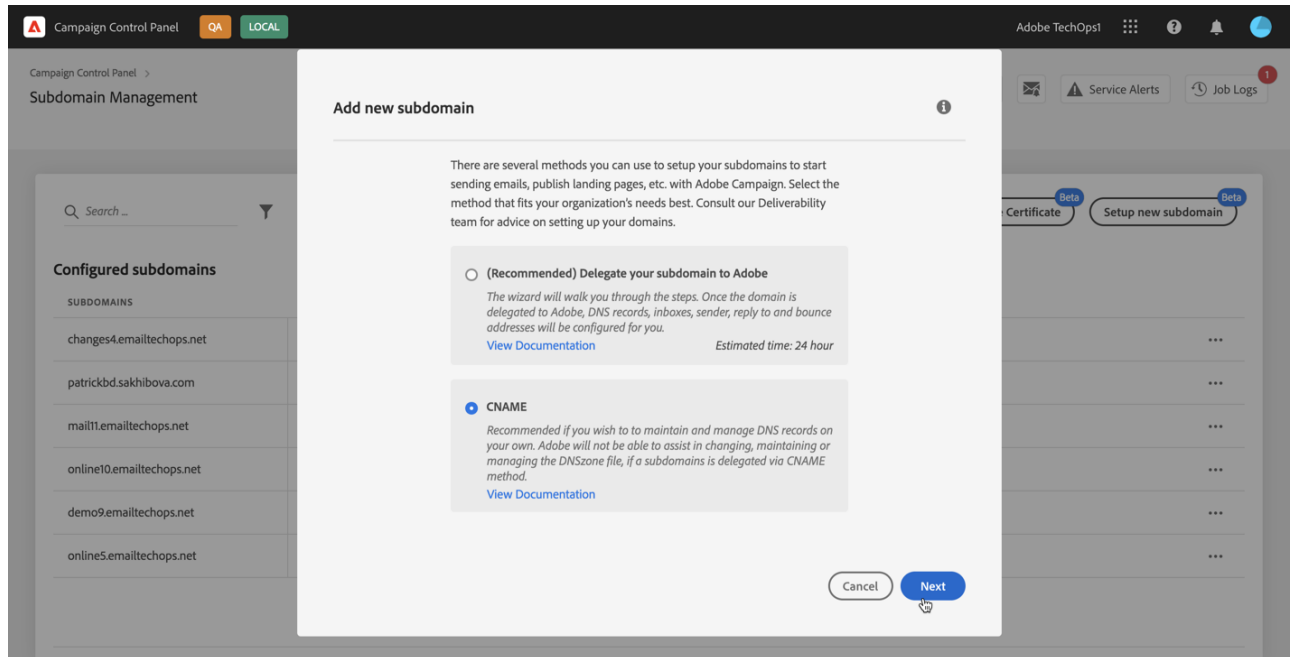 Campaign Control Panel QA LOCAL Adobe TechOps1
Campaign Control Panel >
Subdomain Management
Service Alerts Job Logs 1
Add new subdomain
There are several methods you can use to setup your subdomains to start
sending emails, publish landing pages, etc. with Adobe Campaign. Select the
method that fits your organization's needs best. Consult our Deliverability
team for advice on setting up your domains.
Search ...
Certificate Beta
Setup new subdomain Beta
(Recommended) Delegate your subdomain to Adobe
The wizard will walk you through the steps. Once the domain is
delegated to Adobe, DNS records, inboxes, sender, reply to and bounce
addresses will be configured for you.
View Documentation Estimated time: 24 hour
CNAME
Recommended if you wish to to maintain and manage DNS records on
your own. Adobe will not be able to assist in changing, maintaining or
managing the DNSzone file, if a subdomains is delegated via CNAME
method.
View Documentation
Cancel Next
Configured subdomains
SUBDOMAINS
changes4.emailtechops.net
patrickbd.sakhibova.com
mail11.emailtechops.net
online10.emailtechops.net
demo9.emailtechops.net
online5.emailtechops.net